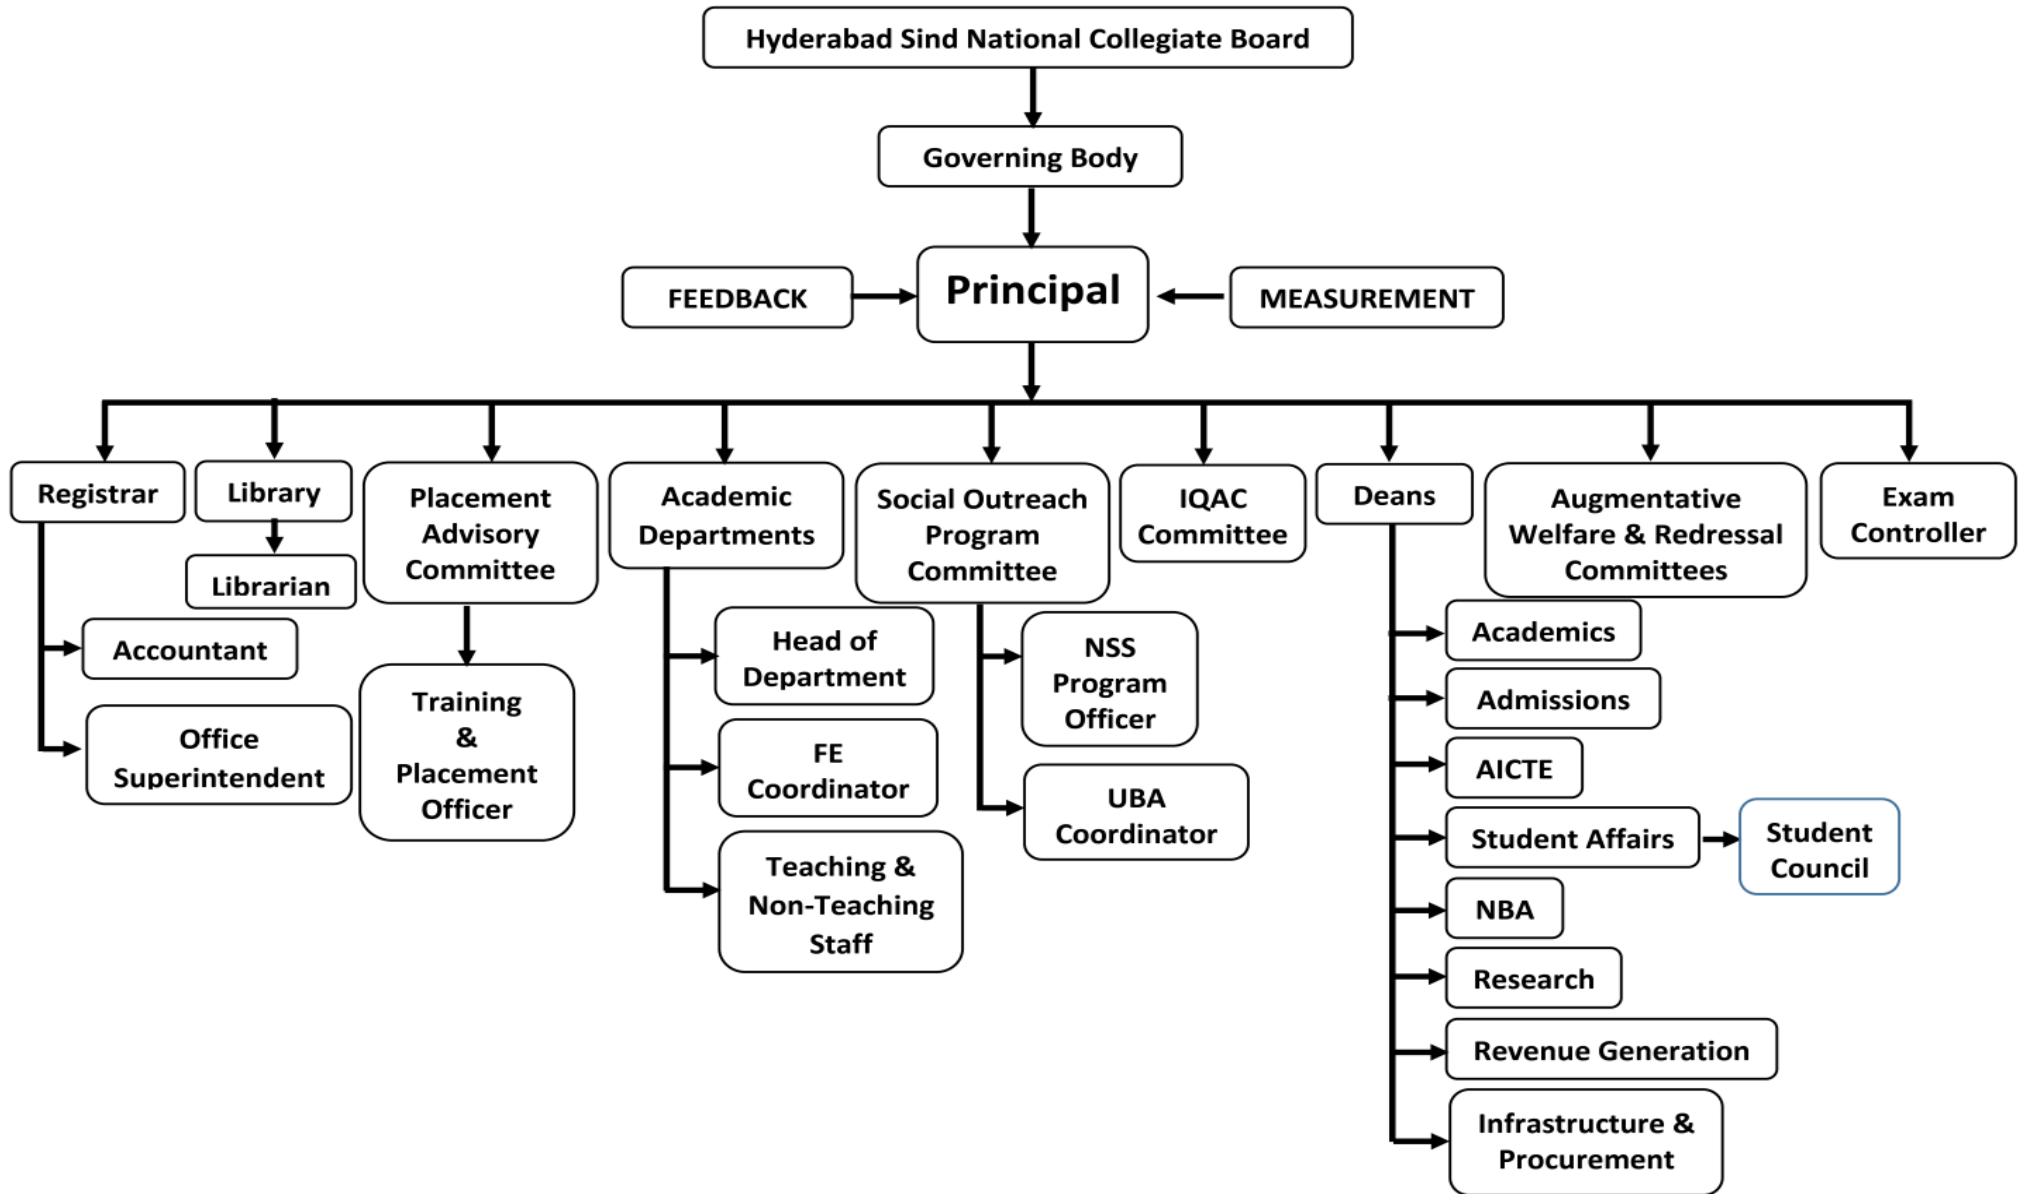 Hyderabad Sind National Collegiate Board
Governing Body
FEEDBACK
Principal
MEASUREMENT
Registrar
Library
Placement
Advisory
Committee
Academic
Departments
Social Outreach
Program
Committee
IQAC
Committee
Deans
Augmentative
Welfare & Redressal
Committees
Exam
Controller
Librarian
Accountant
Office
Superintendent
Training
&
Placement
Officer
Head of
Department
FE
Coordinator
Teaching &
Non-Teaching
Staff
NSS
Program
Officer
UBA
Coordinator
Academics
Admissions
AICTE
Student Affairs
Student
Council
NBA
Research
Revenue Generation
Infrastructure &
Procurement